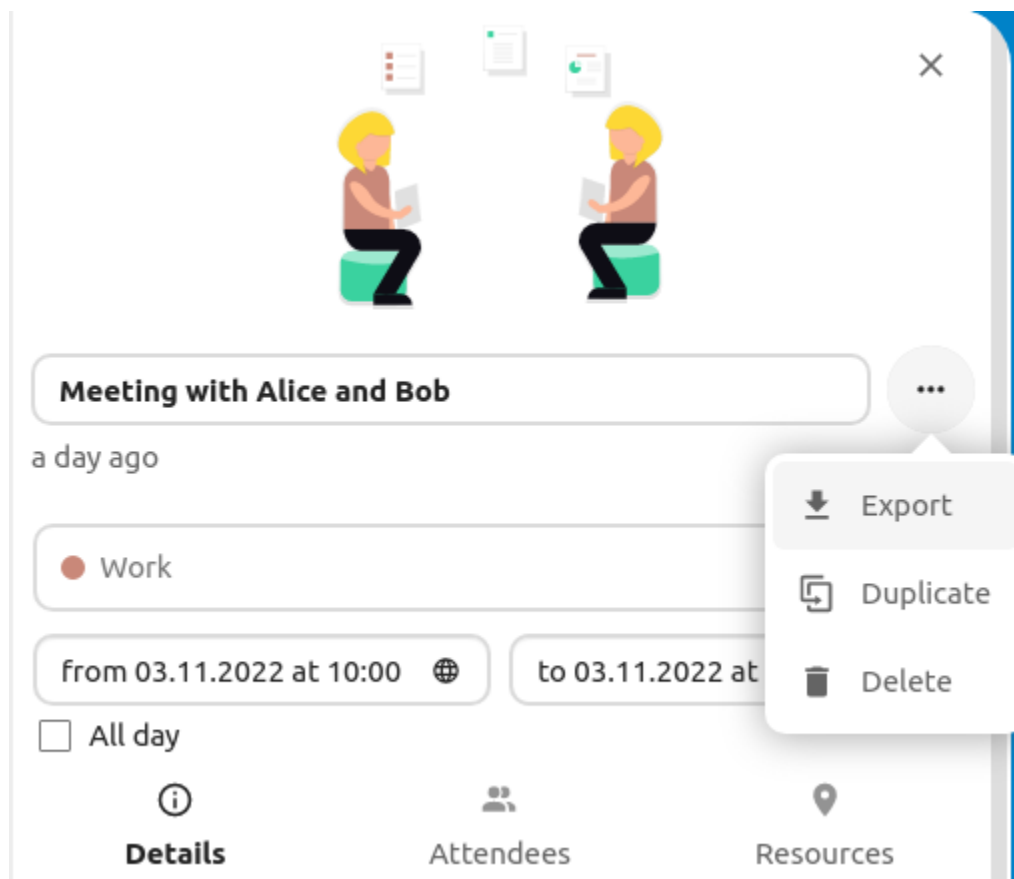 Meeting with Alice and Bob
a day ago
Export
Work
Duplicate
from 03.11.2022 at 10:00
to 03.11.2022 at
Delete
All day
Details
Attendees
Resources